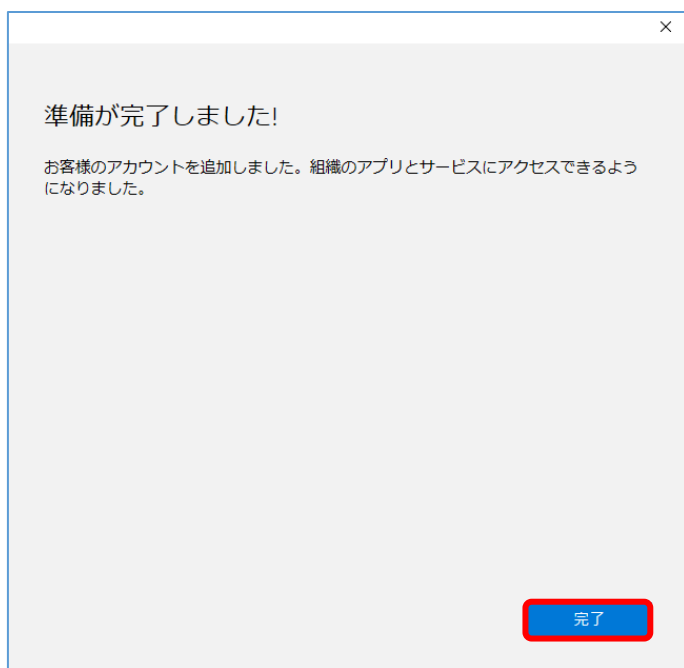 準備が完了しました!
お客様のアカウントを追加しました。組織のアプリとサービスにアクセスできるよう
になりました。
完了